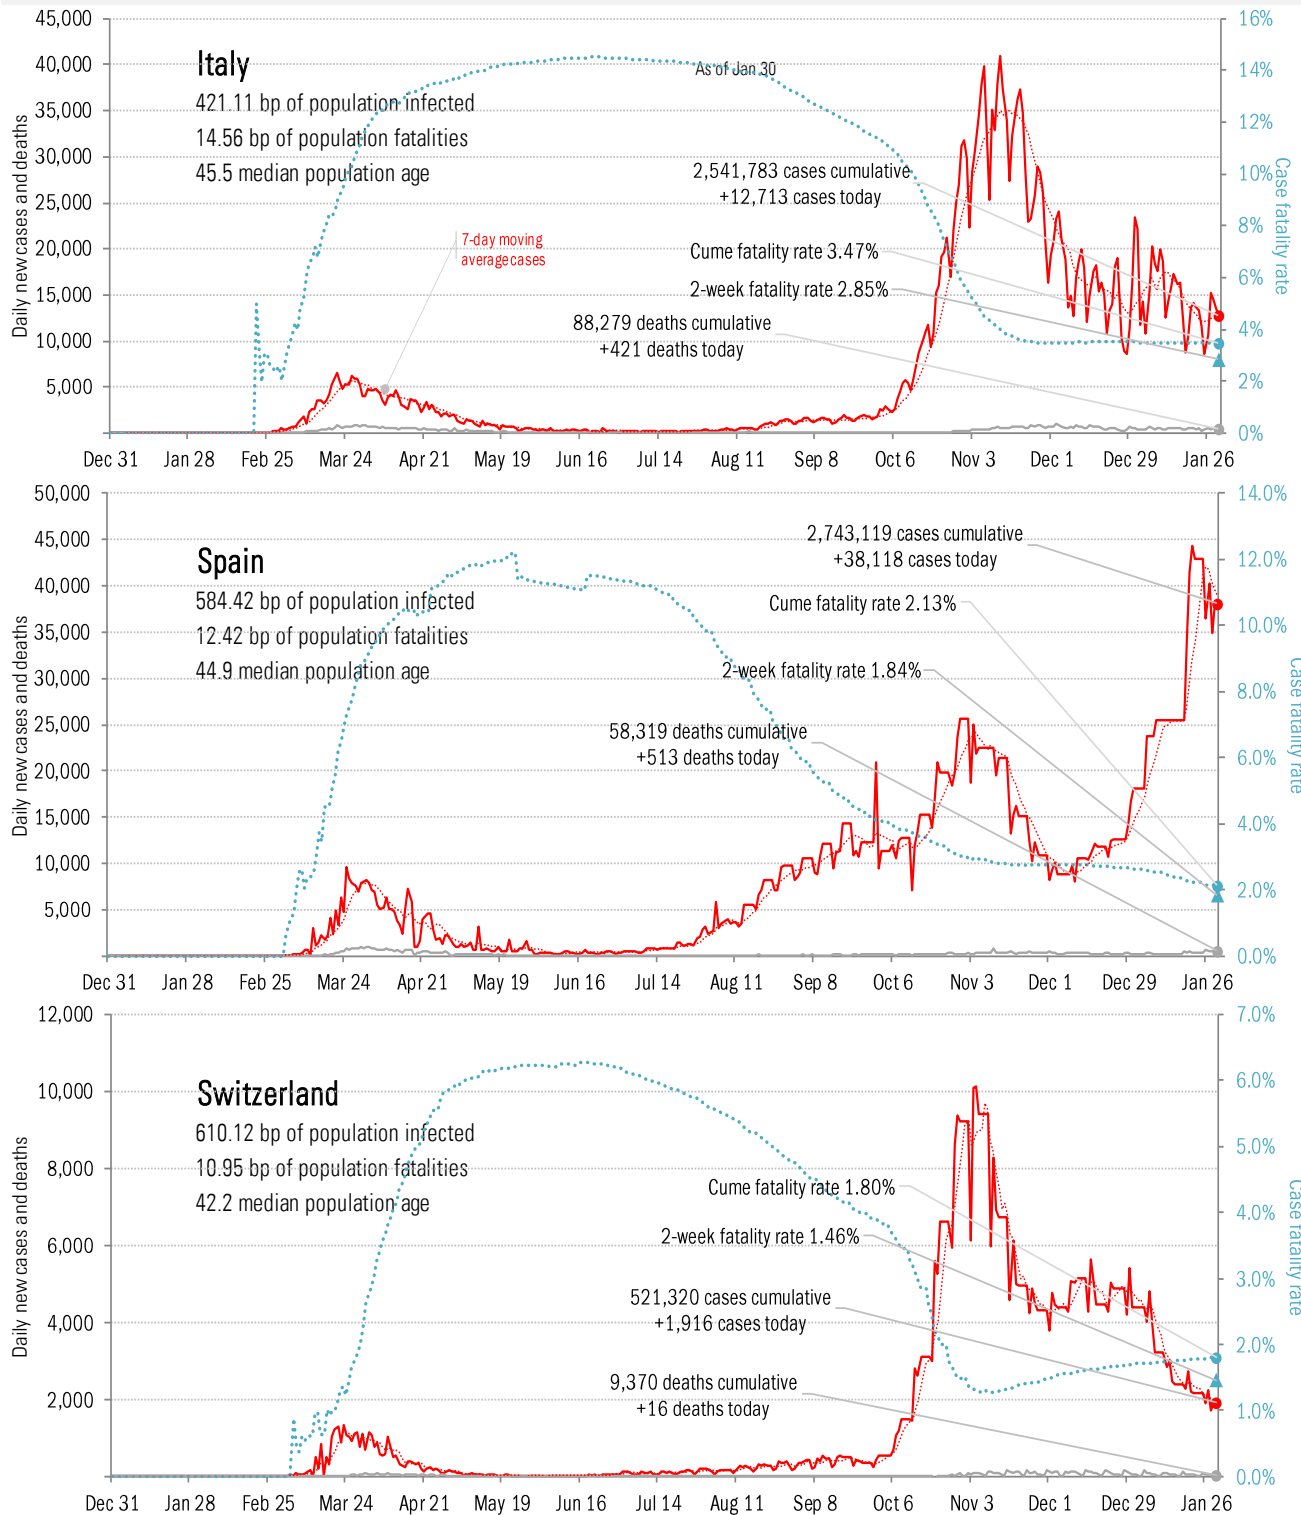 45,000
40,000
35,000
30,000
25,000
20,000
15,000
10,000
5,000
Daily new cases and deaths
Italy
421.11 bp of population infected
14.56 bp of population fatalities
45.5 median population age
As of Jan 30
7-day moving
average cases
2,541,783 cases cumulative
+12,713 cases today
Cume fatality rate 3.47%
2-week fatality rate 2.85%
88,279 deaths cumulative
+421 deaths today
16%
14%
12%
10%
8%
6%
4%
2%
0%
Case fatality rate
Dec 31 Jan 28 Feb 25 Mar 24 Apr 21 May 19 Jun 16 Jul 14 Aug 11 Sep 8 Oct 6 Nov 3 Dec 1 Dec 29 Jan 26
50,000
45,000
40,000
35,000
30,000
25,000
20,000
15,000
10,000
5,000
Daily new cases and deaths
Spain
584.42 bp of population infected
12.42 bp of population fatalities
44.9 median population age
2,743,119 cases cumulative
+38,118 cases today
Cume fatality rate 2.13%
2-week fatality rate 1.84%
58,319 deaths cumulative
+513 deaths today
14.0%
12.0%
10.0%
8.0%
6.0%
4.0%
2.0%
0.0%
Case fatality rate
Dec 31 Jan 28 Feb 25 Mar 24 Apr 21 May 19 Jun 16 Jul 14 Aug 11 Sep 8 Oct 6 Nov 3 Dec 1 Dec 29 Jan 26
12,000
10,000
8,000
6,000
4,000
2,000
Daily new cases and deaths
Switzerland
610.12 bp of population infected
10.95 bp of population fatalities
42.2 median population age
Cume fatality rate 1.80%
2-week fatality rate 1.46%
521,320 cases cumulative
+1,916 cases today
9,370 deaths cumulative
+16 deaths today
7.0%
6.0%
5.0%
4.0%
3.0%
2.0%
1.0%
0.0%
Case fatality rate
Dec 31 Jan 28 Feb 25 Mar 24 Apr 21 May 19 Jun 16 Jul 14 Aug 11 Sep 8 Oct 6 Nov 3 Dec 1 Dec 29 Jan 26